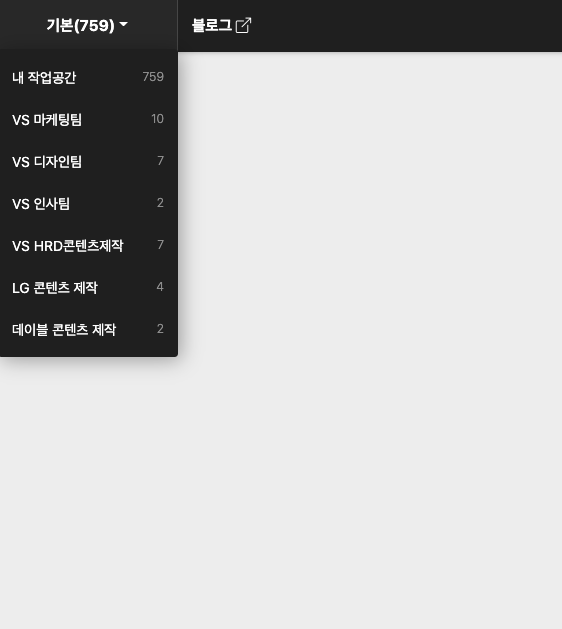 기본(759)
블로그
내 작업공간 759
VS 마케팅팀 10
VS 디자인팀 7
VS 인사팀 2
VS HRD콘텐츠제작 7
LG 콘텐츠 제작 4
데이블 콘텐츠 제작 2